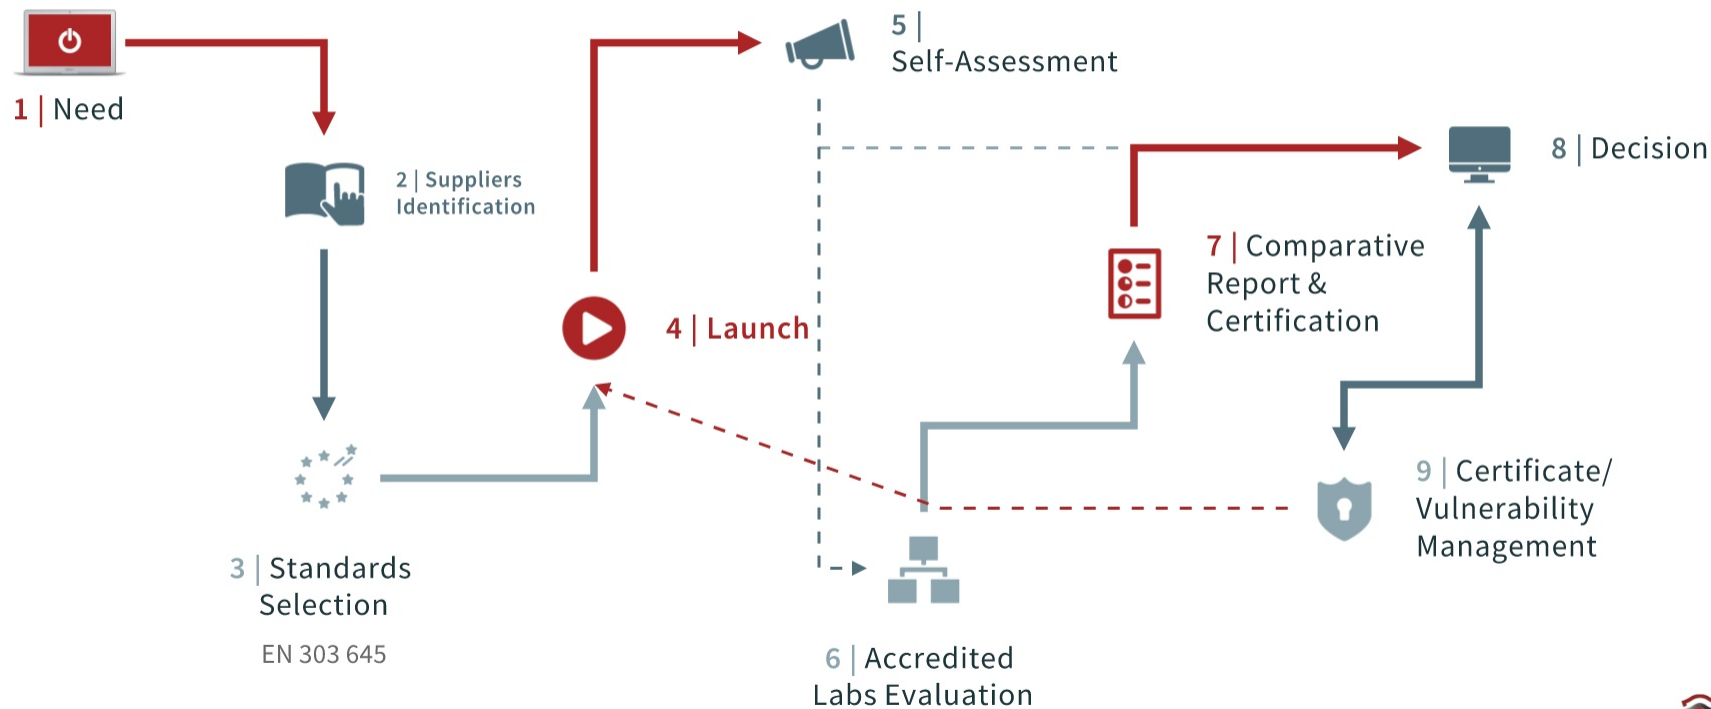 1 | Need
2 | Suppliers
Identification
3 | Standards
Selection
EN 303 645
4 | Launch
5 |
Self-Assessment
6 | Accredited
Labs Evaluation
7 | Comparative
Report &
Certification
8 | Decision
9 | Certificate/
Vulnerability
Management